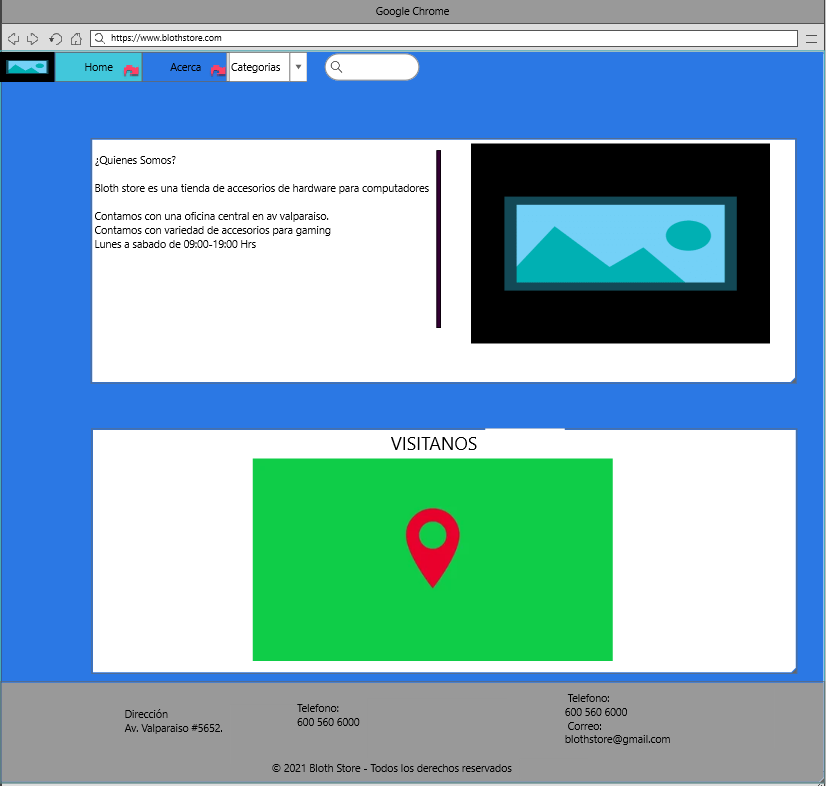 Google Chrome
https://www.blothstore.com
Home
Acerca
Categorias
¿Quienes Somos?
Bloth store es una tienda de accesorios de hardware para computadores
Contamos con una oficina central en av valparaiso.
Contamos con variedad de accesorios para gaming
Lunes a sabado de 09:00-19:00 Hrs
VISITANOS
Dirección
Av. Valparaiso #5652.
Telefono:
600 560 6000
Telefono:
600 560 6000
Correo:
blothstore@gmail.com
© 2021 Bloth Store - Todos los derechos reservados